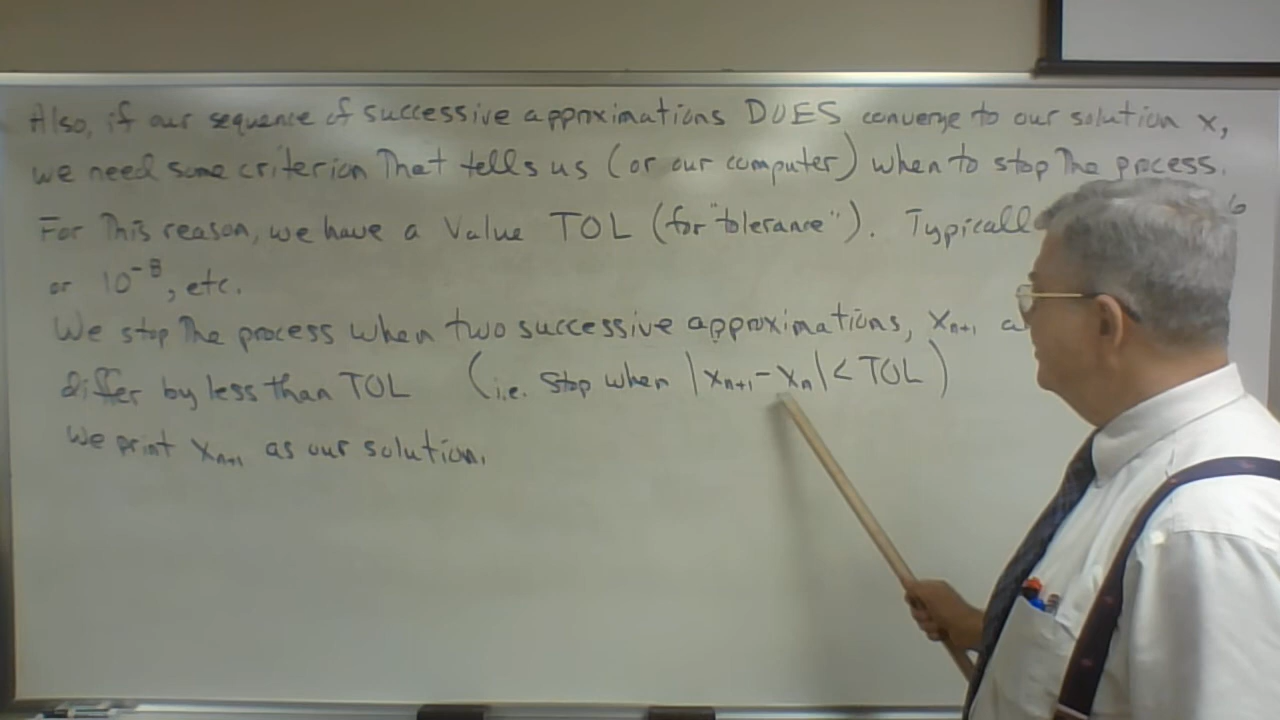 Also, if our sequence of successive approximations DOES converge to our solution x,
we need some criterion that tells us (or our computer) when to stop the process.
For this reason, we have a value TOL (for "tolerance"). Typicall
or 10⁻⁸, etc.
We stop the process when two successive approximations, xₙ₊₁ a
differ by less than TOL (i.e. stop when |xₙ₊₁ - xₙ| < TOL)
We print xₙ₊₁ as our solution.